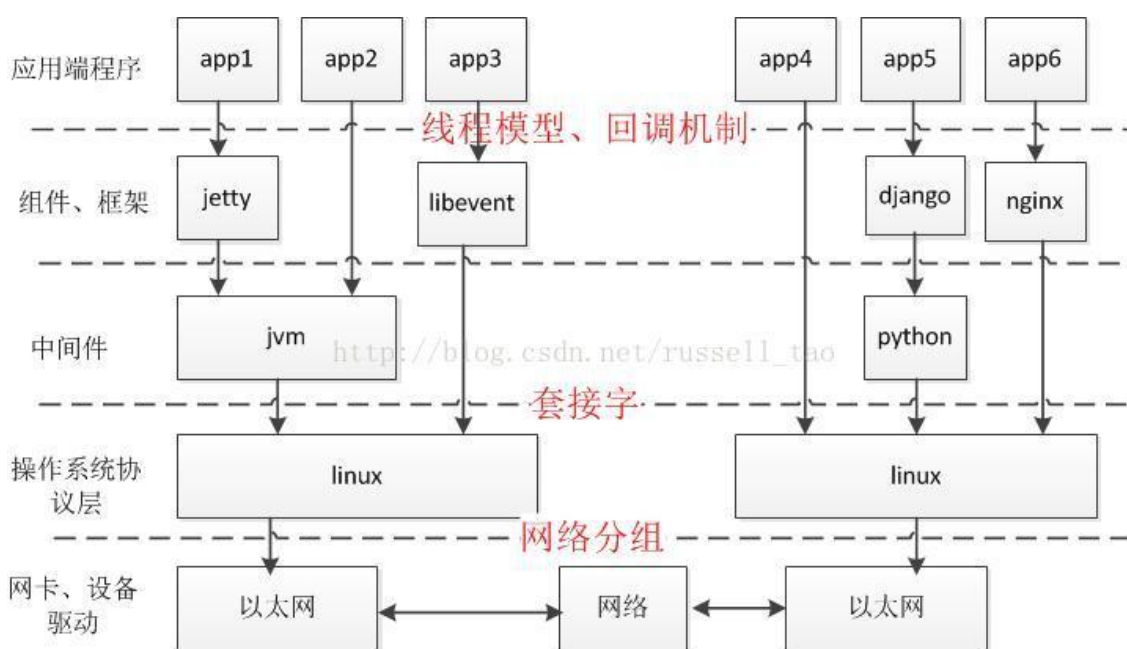 应用端程序
app1
app2
app3
app4
app5
app6
线程模型、回调机制
组件、框架
jetty
libevent
django
nginx
中间件
jvm
http://blog.csdn.net/russell_tao
python
套接字
操作系统协
议层
linux
linux
网络分组
网卡、设备
驱动
以太网
网络
以太网